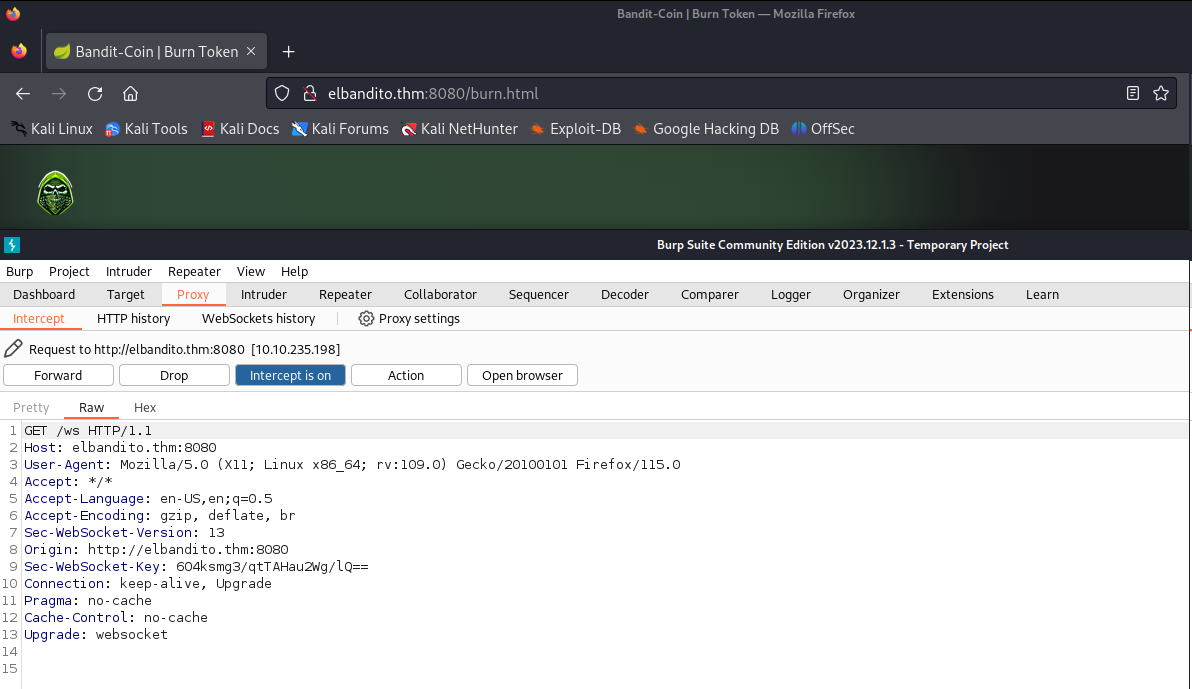 Bandit-Coin | Burn Token — Mozilla Firefox
Bandit-Coin | Burn Token
elbandito.thm:8080/burn.html
Kali Linux Kali Tools Kali Docs Kali Forums Kali NetHunter Exploit-DB Google Hacking DB OffSec
Burp Suite Community Edition v2023.12.1.3 - Temporary Project
Burp Project Intruder Repeater View Help
Dashboard Target Proxy Intruder Repeater Collaborator Sequencer Decoder Comparer Logger Organizer Extensions Learn
Intercept HTTP history WebSockets history Proxy settings
Request to http://elbandito.thm:8080 [10.10.235.198]
Forward Drop Intercept is on Action Open browser
Pretty Raw Hex
1 GET /ws HTTP/1.1
2 Host: elbandito.thm:8080
3 User-Agent: Mozilla/5.0 (X11; Linux x86_64; rv:109.0) Gecko/20100101 Firefox/115.0
4 Accept: */*
5 Accept-Language: en-US,en;q=0.5
6 Accept-Encoding: gzip, deflate, br
7 Sec-WebSocket-Version: 13
8 Origin: http://elbandito.thm:8080
9 Sec-WebSocket-Key: 6O4ksmg3/qtTAHau2Wg/lQ==
10 Connection: keep-alive, Upgrade
11 Pragma: no-cache
12 Cache-Control: no-cache
13 Upgrade: websocket
14
15